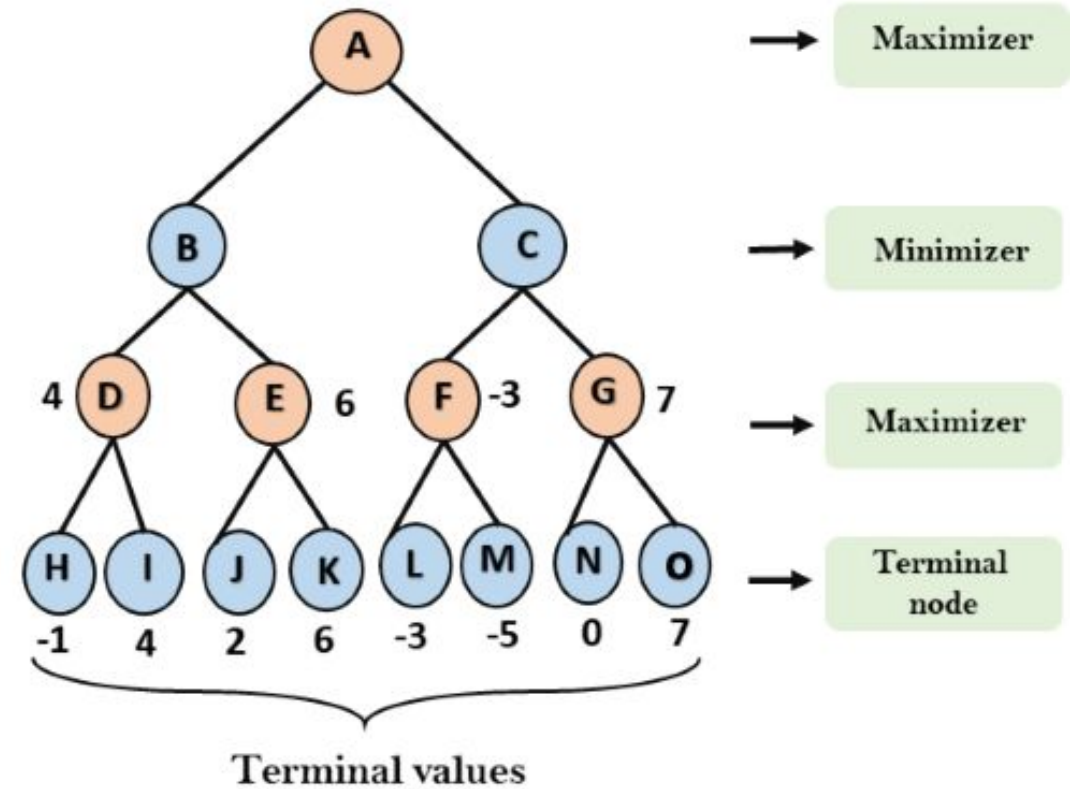 A
Maximizer
B
C
Minimizer
4
D
E
6
F
-3
G
7
Maximizer
H
I
J
K
L
M
N
O
Terminal
node
-1
4
2
6
-3
-5
0
7
Terminal values